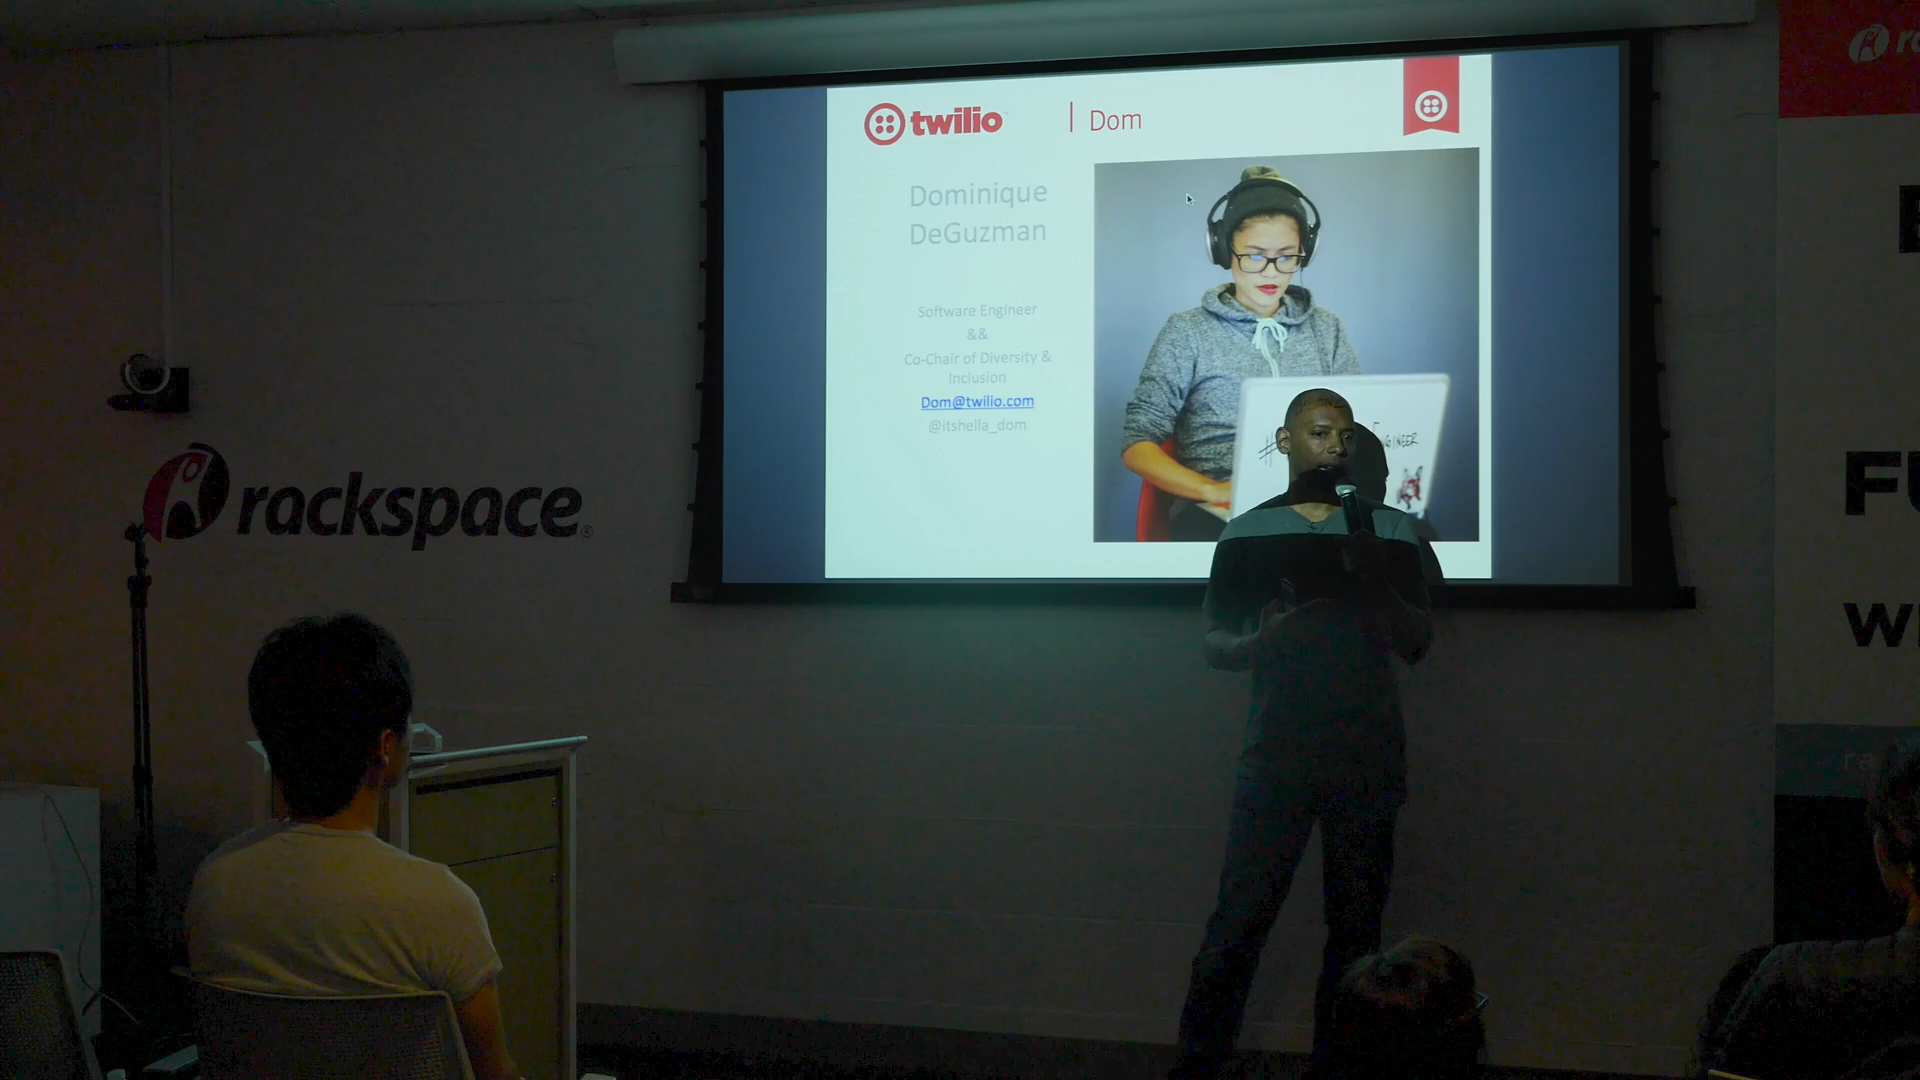 twilio
Dom
Dominique
DeGuzman
Software Engineer
&&
Co-Chair of Diversity &
Inclusion
Dom@twilio.com
@itshella_dom
rackspace®